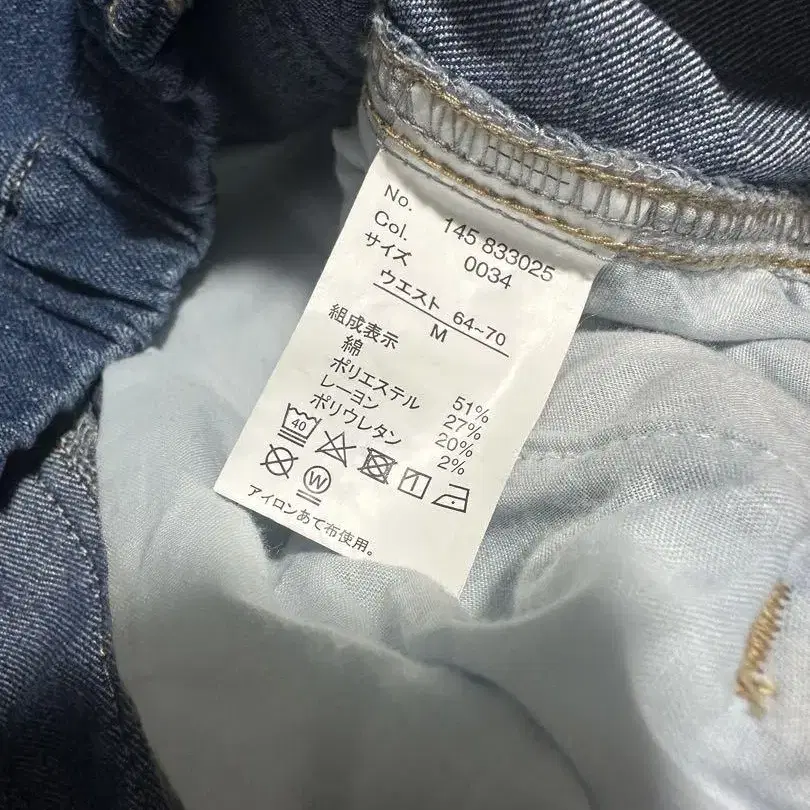 No. 145 833025
Col. 0034
サイズ
ウエスト 64~70
M
組成表示
綿 51%
ポリエステル 27%
レーヨン 20%
ポリウレタン 2%
40
W
アイロンあて布使用。